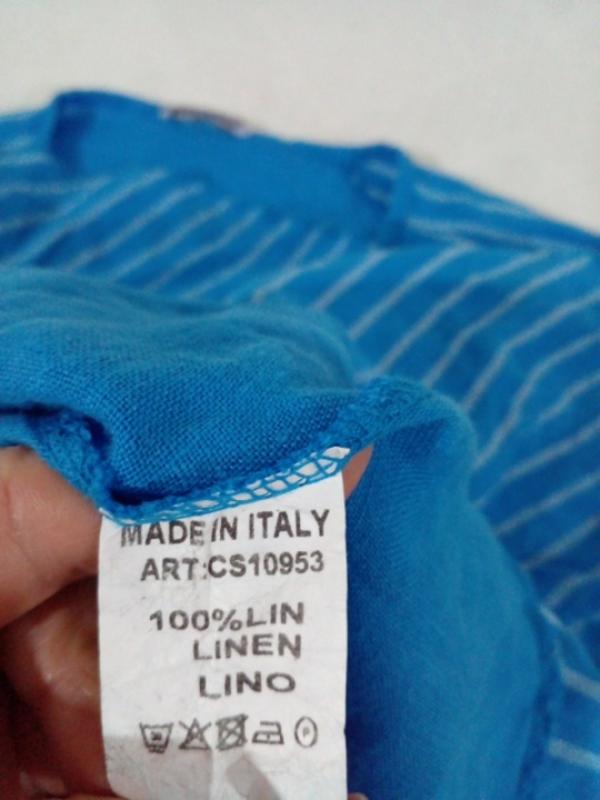 MADE IN ITALY
ART:CS10953
100%LIN
LINEN
LINO